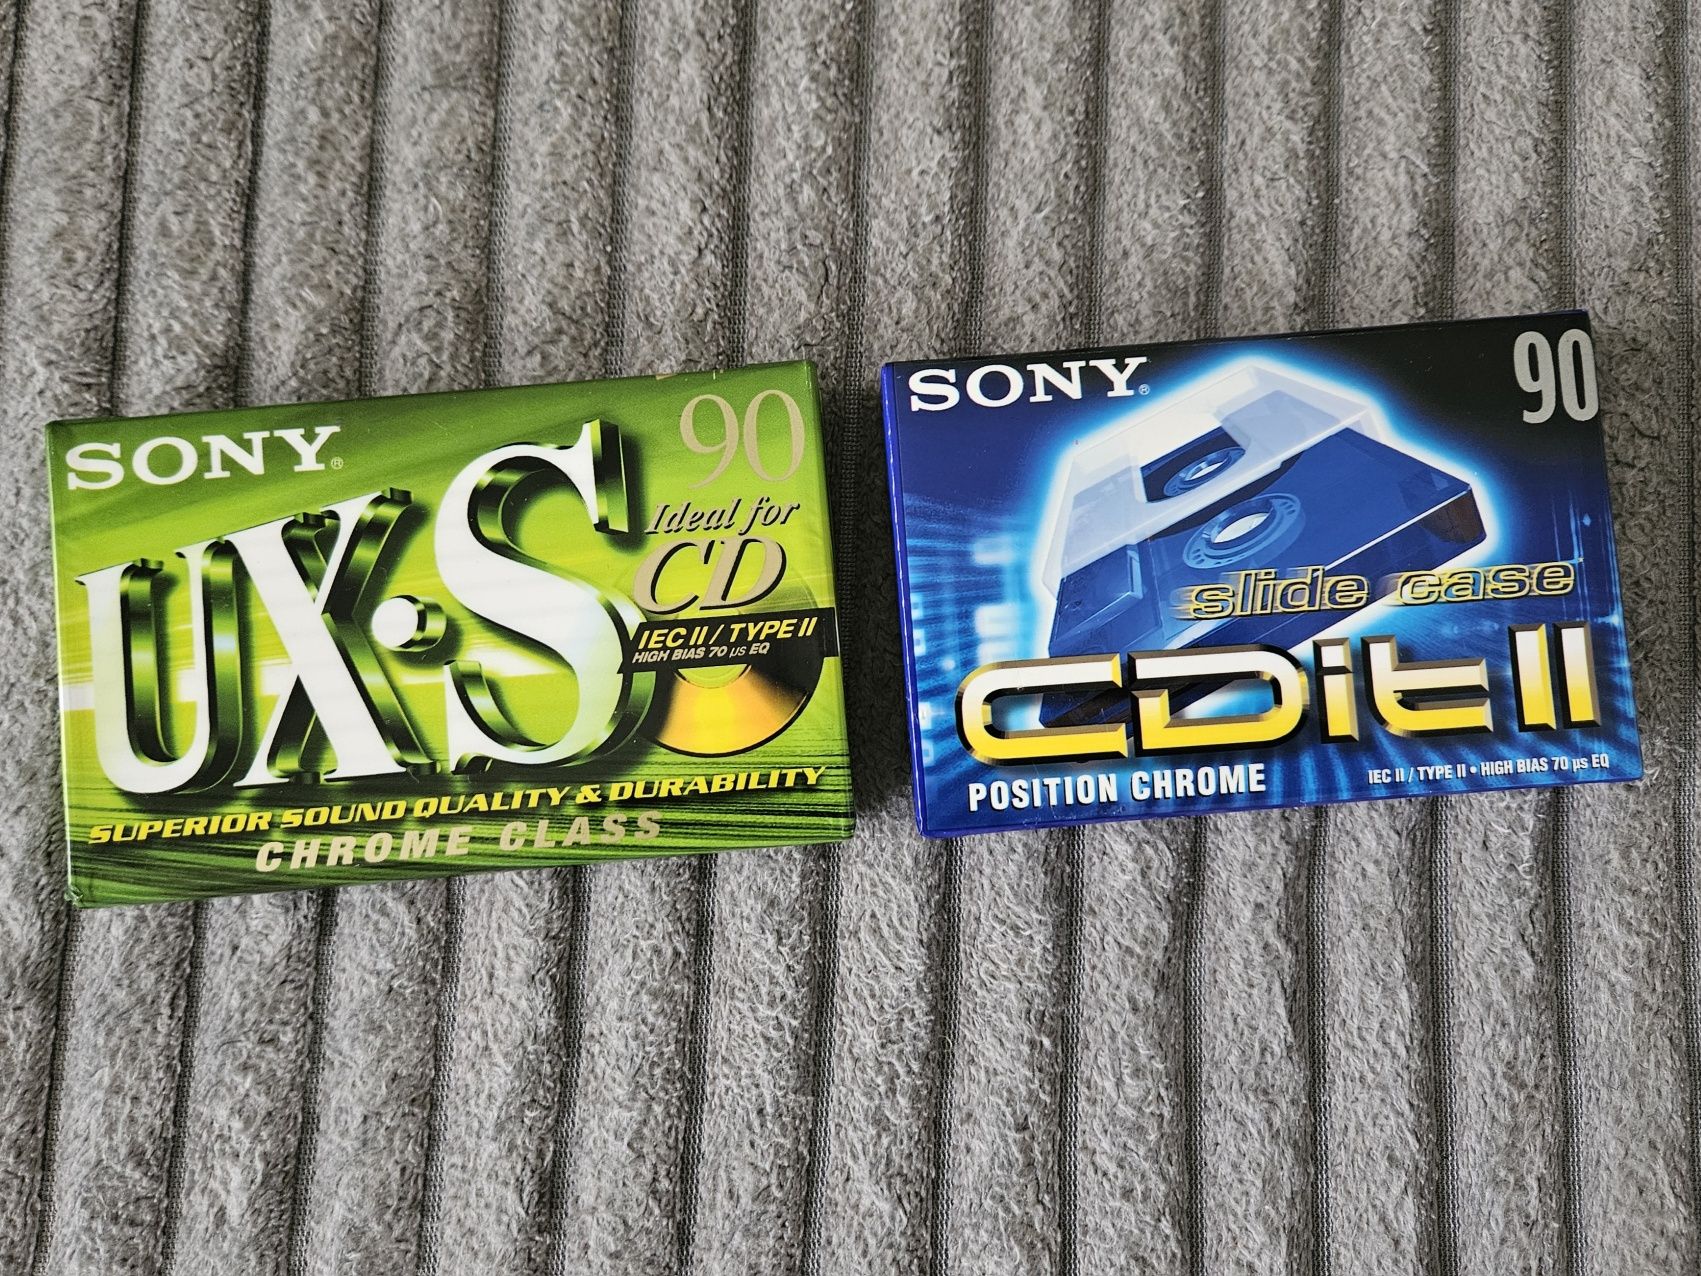 SONY®
90
UX·S
Ideal for
CD
IEC II / TYPE II
HIGH BIAS 70 µs EQ
SUPERIOR SOUND QUALITY & DURABILITY
CHROME CLASS
SONY®
90
slide case
CDit II
POSITION CHROME
IEC II / TYPE II • HIGH BIAS 70 µs EQ